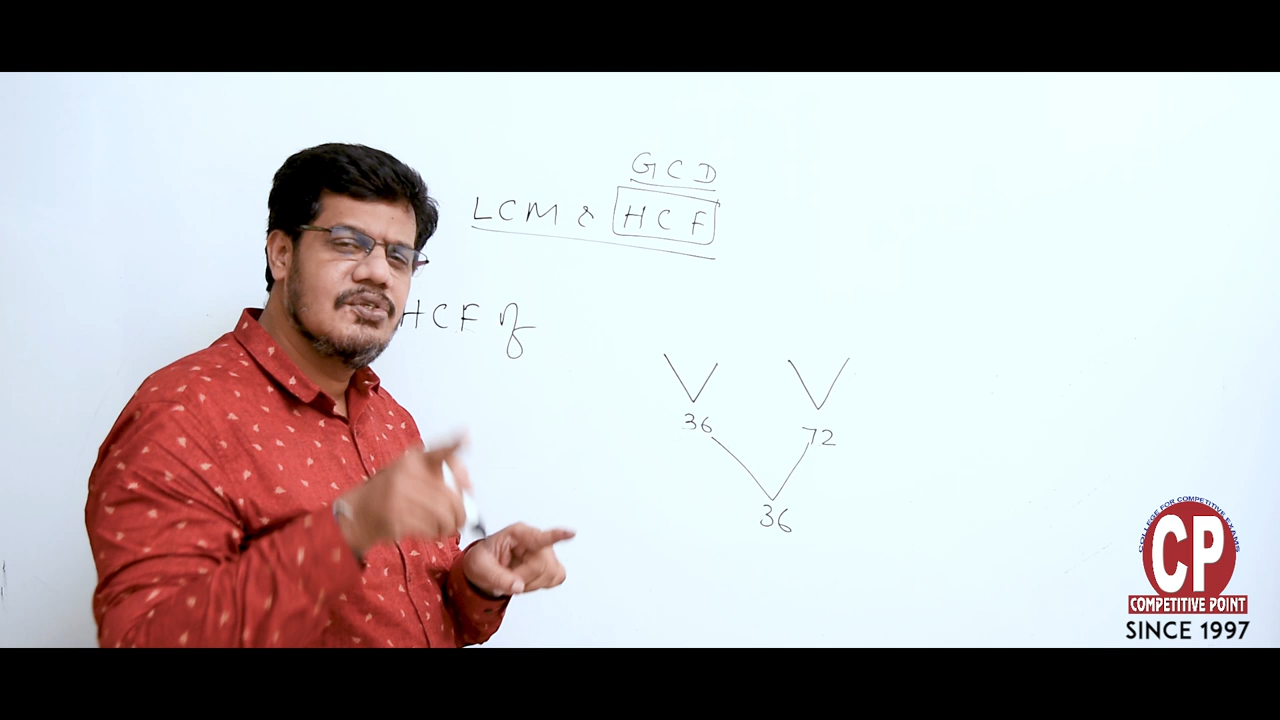 GCD
LCM & HCF
HCF of
36 72
36
COLLEGE FOR COMPETITIVE EXAMS
CP
COMPETITIVE POINT
SINCE 1997